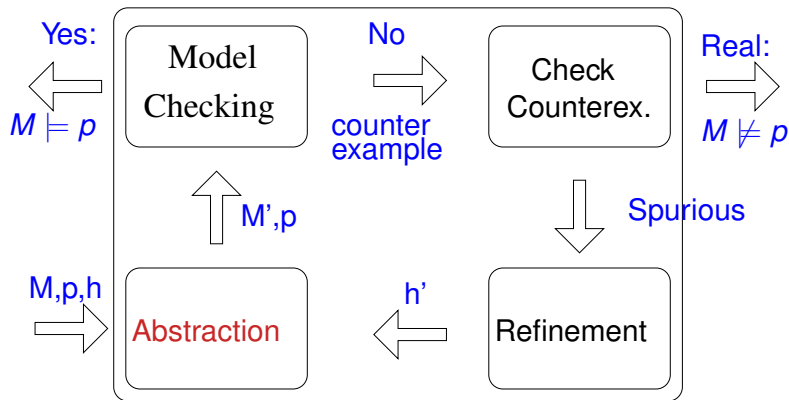 Yes:
M ⊨ p
Model
Checking
No
counter
example
Check
Counterex.
Real:
M ⊭ p
M',p
Spurious
M,p,h
Abstraction
h'
Refinement